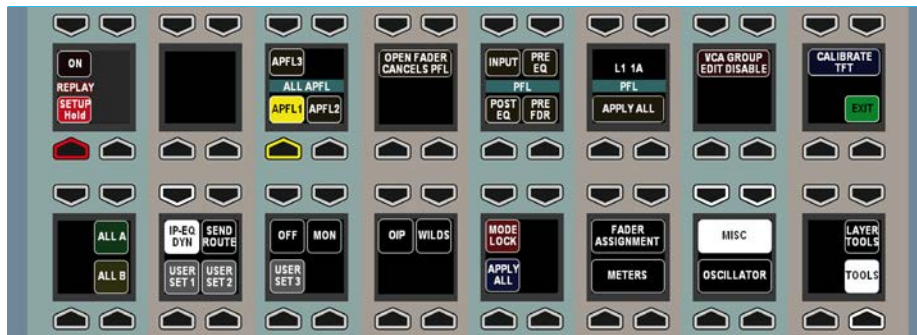 ON
REPLAY
SETUP
Hold
APFL3
ALL APFL
APFL1 APFL2
OPEN FADER
CANCELS PFL
INPUT PRE
EQ
PFL
POST
EQ PRE
FDR
L1 1A
PFL
APPLY ALL
VCA GROUP
EDIT DISABLE
CALIBRATE
TFT
EXIT
ALL A
ALL B
IP-EQ
DYN SEND
ROUTE
USER
SET 1 USER
SET 2
OFF MON
USER
SET 3
OIP WILDS
MODE
LOCK
APPLY
ALL
FADER
ASSIGNMENT
METERS
MISC
OSCILLATOR
LAYER
TOOLS
TOOLS